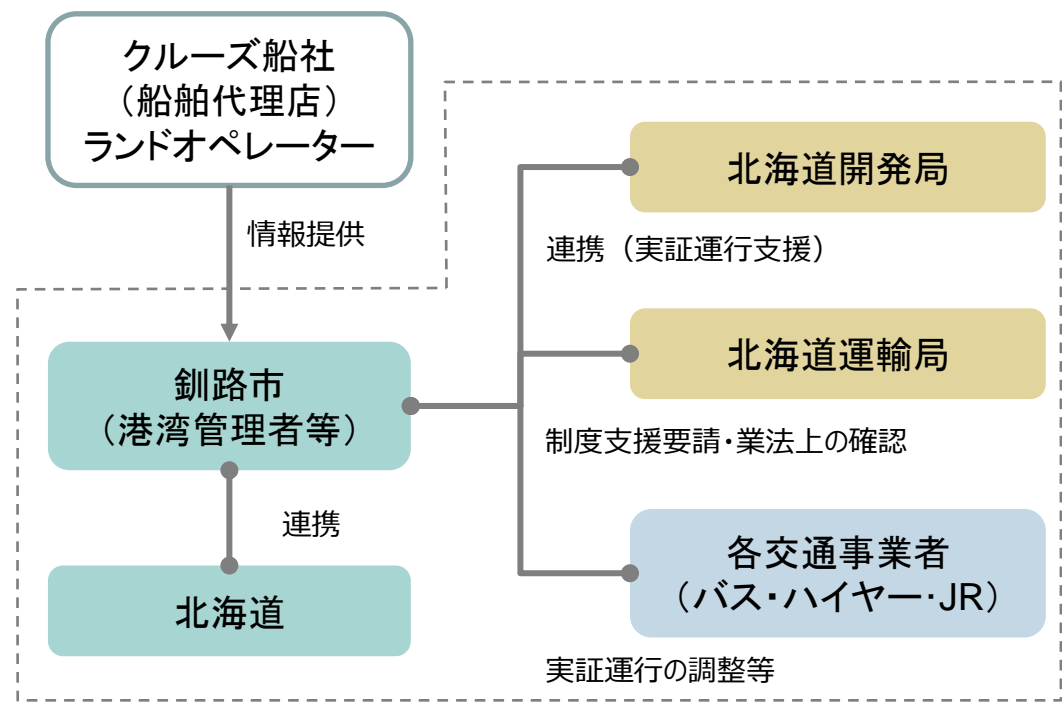 クルーズ船社
（船舶代理店）
ランドオペレーター
情報提供
釧路市
（港湾管理者等）
連携
北海道
北海道開発局
連携（実証運行支援）
北海道運輸局
制度支援要請・業法上の確認
各交通事業者
（バス・ハイヤー・JR）
実証運行の調整等